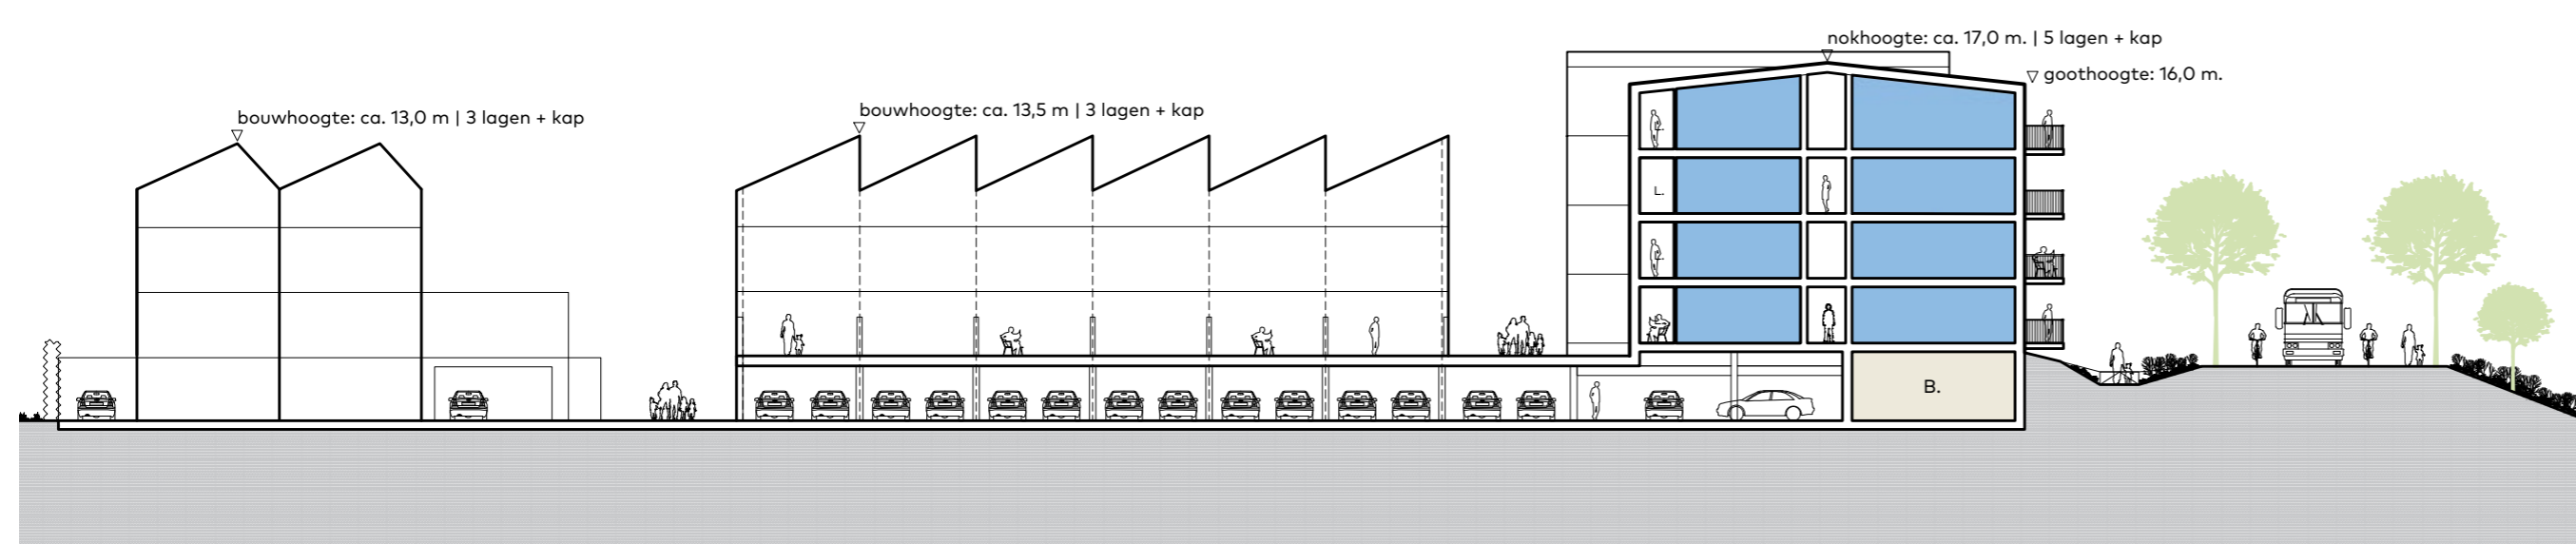 nokhoogte: ca. 17,0 m. | 5 lagen + kap
goothoogte: 16,0 m.
bouwhoogte: ca. 13,5 m | 3 lagen + kap
bouwhoogte: ca. 13,0 m | 3 lagen + kap
L.
L.
L.
B.